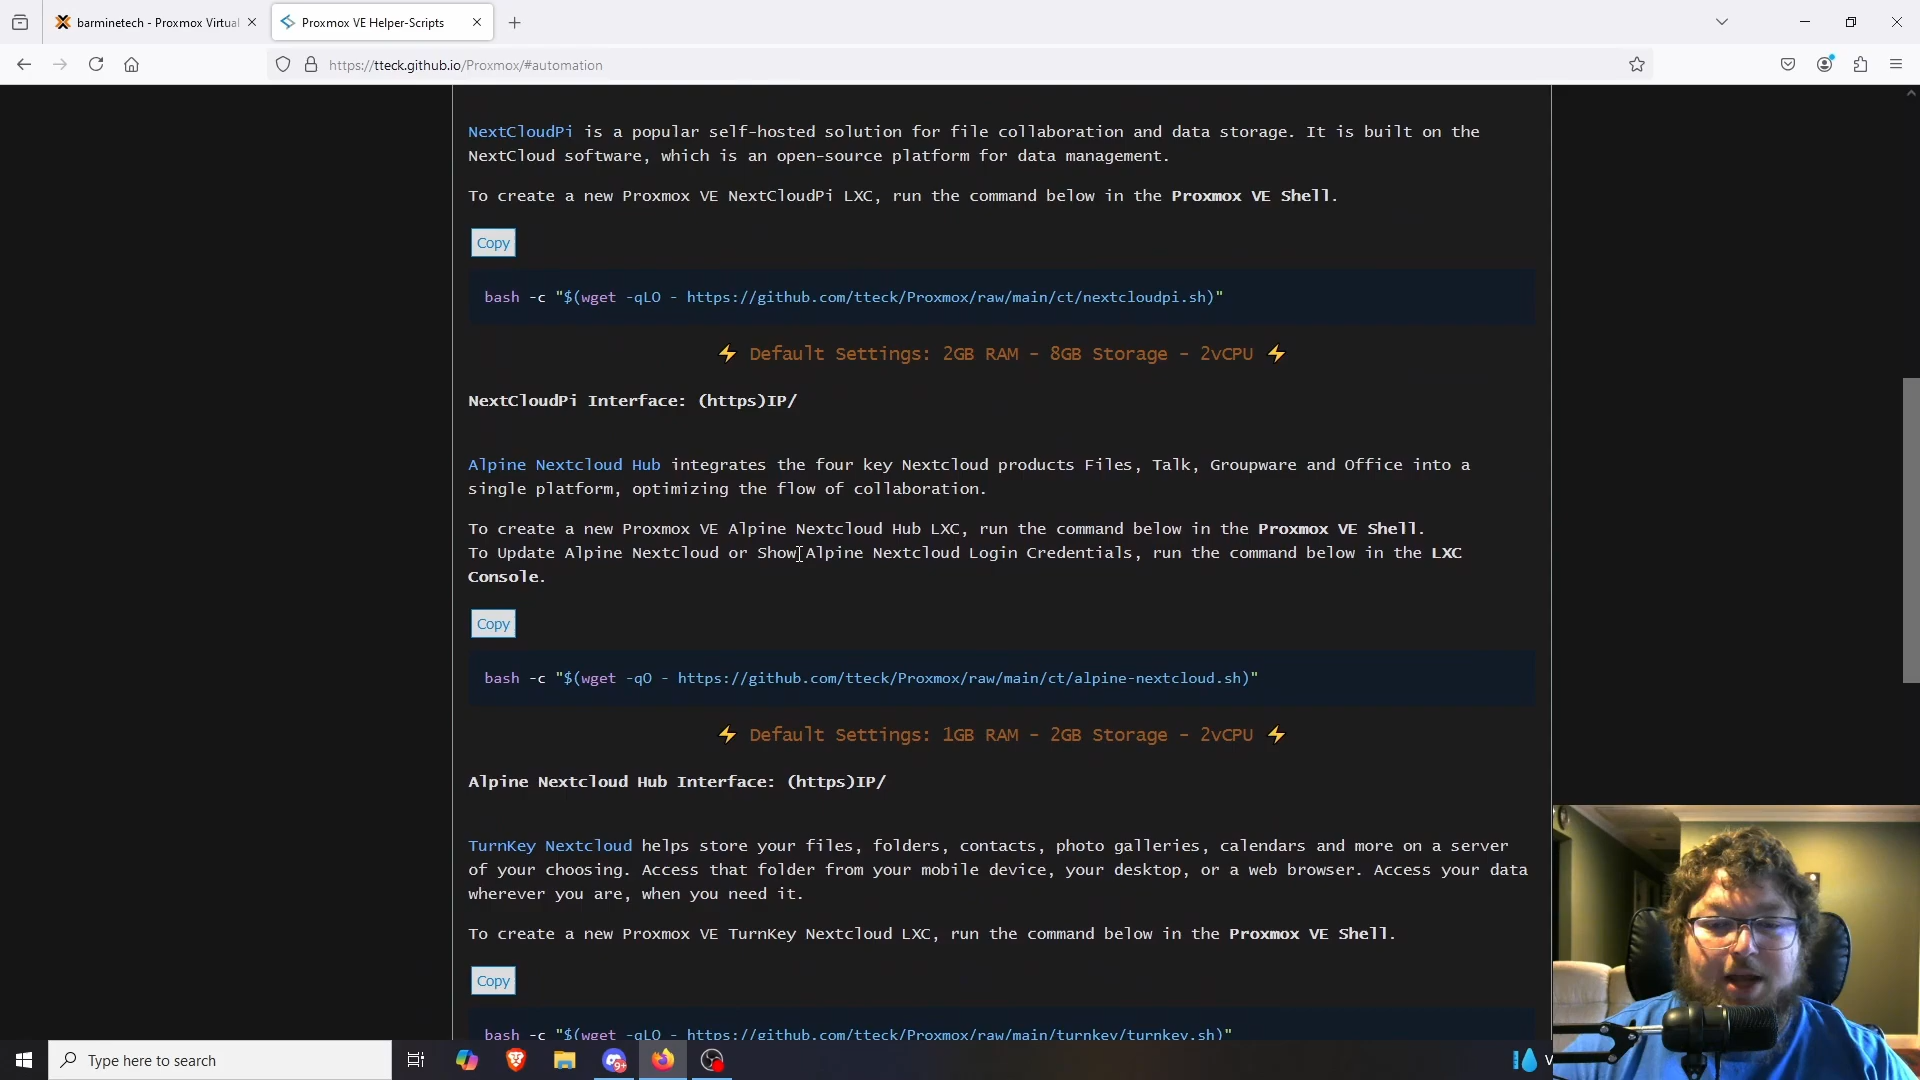 barminetech - Proxmox Virtual
Proxmox VE Helper-Scripts
https://tteck.github.io/Proxmox/#automation
NextCloudPi is a popular self-hosted solution for file collaboration and data storage. It is built on the
NextCloud software, which is an open-source platform for data management.
To create a new Proxmox VE NextCloudPi LXC, run the command below in the Proxmox VE Shell.
Copy
bash -c "$(wget -qLO - https://github.com/tteck/Proxmox/raw/main/ct/nextcloudpi.sh)"
⚡ Default Settings: 2GB RAM - 8GB Storage - 2vCPU ⚡
NextCloudPi Interface: (https)IP/
Alpine Nextcloud Hub integrates the four key Nextcloud products Files, Talk, Groupware and Office into a
single platform, optimizing the flow of collaboration.
To create a new Proxmox VE Alpine Nextcloud Hub LXC, run the command below in the Proxmox VE Shell.
To Update Alpine Nextcloud or Show Alpine Nextcloud Login Credentials, run the command below in the LXC
Console.
Copy
bash -c "$(wget -qO - https://github.com/tteck/Proxmox/raw/main/ct/alpine-nextcloud.sh)"
⚡ Default Settings: 1GB RAM - 2GB Storage - 2vCPU ⚡
Alpine Nextcloud Hub Interface: (https)IP/
TurnKey Nextcloud helps store your files, folders, contacts, photo galleries, calendars and more on a server
of your choosing. Access that folder from your mobile device, your desktop, or a web browser. Access your data
wherever you are, when you need it.
To create a new Proxmox VE TurnKey Nextcloud LXC, run the command below in the Proxmox VE Shell.
Copy
bash -c "$(wget -qLO - https://github.com/tteck/Proxmox/raw/main/turnkey/turnkey.sh)"
Type here to search